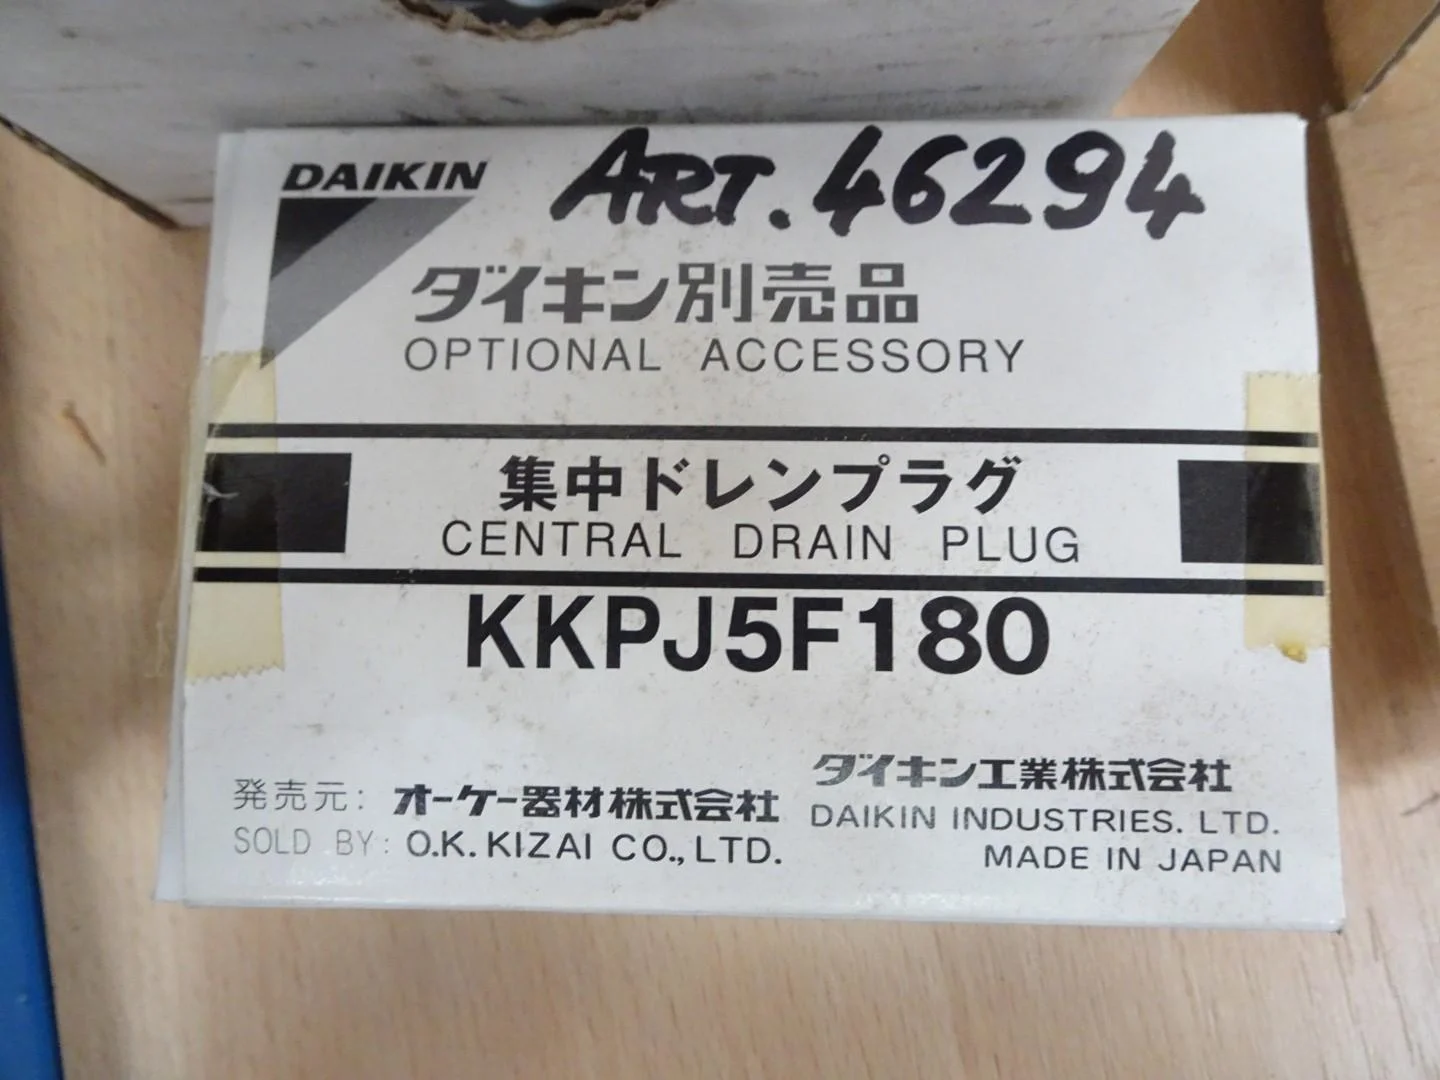 DAIKIN
ART. 46294
ダイキン別売品
OPTIONAL ACCESSORY
集中ドレンプラグ
CENTRAL DRAIN PLUG
KKPJ5F180
発売元: オーケー器材株式会社
SOLD BY: O.K. KIZAI CO., LTD.
ダイキン工業株式会社
DAIKIN INDUSTRIES. LTD.
MADE IN JAPAN